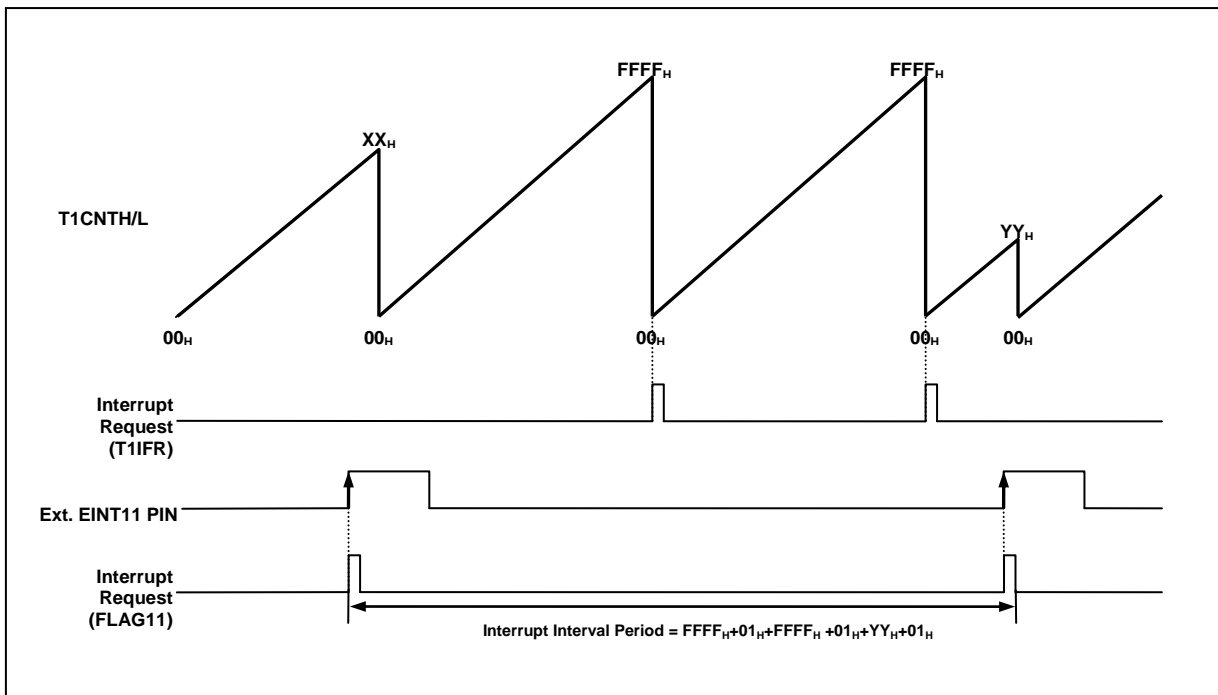 FFFFH FFFFH
XXH
T1CNTH/L
YYH
00H 00H 00H 00H 00H
Interrupt
Request
(T1IFR)
Ext. EINT11 PIN
Interrupt
Request
(FLAG11)
Interrupt Interval Period = FFFFH+01H+FFFFH +01H+YYH+01H